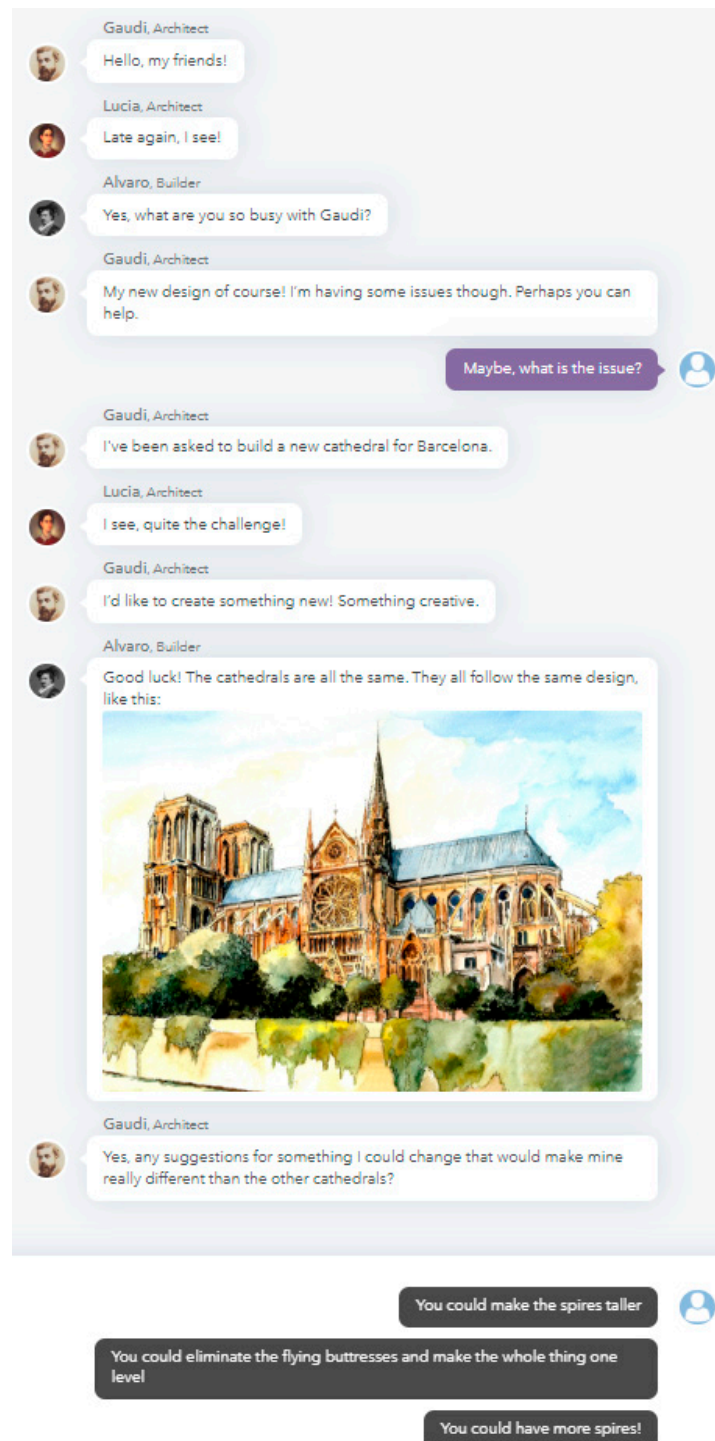 Gaudi, Architect
Hello, my friends!
Lucia, Architect
Late again, I see!
Alvaro, Builder
Yes, what are you so busy with Gaudi?
Gaudi, Architect
My new design of course! I'm having some issues though. Perhaps you can
help.
Maybe, what is the issue?
Gaudi, Architect
I've been asked to build a new cathedral for Barcelona.
Lucia, Architect
I see, quite the challenge!
Gaudi, Architect
I'd like to create something new! Something creative.
Alvaro, Builder
Good luck! The cathedrals are all the same. They all follow the same design,
like this:
Gaudi, Architect
Yes, any suggestions for something I could change that would make mine
really different than the other cathedrals?
You could make the spires taller
You could eliminate the flying buttresses and make the whole thing one
level
You could have more spires!